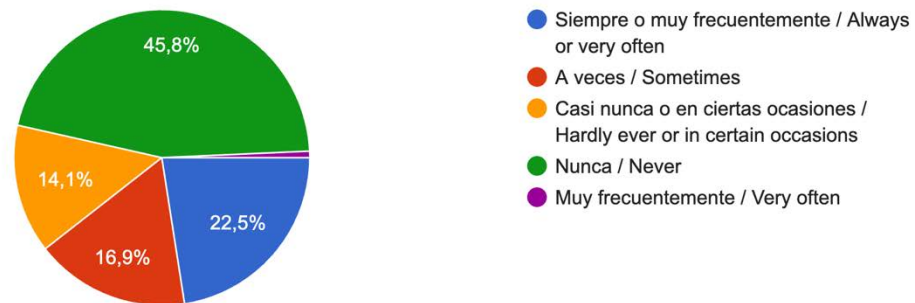 45,8%
14,1%
16,9%
22,5%
Siempre o muy frecuentemente / Always
or very often
A veces / Sometimes
Casi nunca o en ciertas ocasiones /
Hardly ever or in certain occasions
Nunca / Never
Muy frecuentemente / Very often